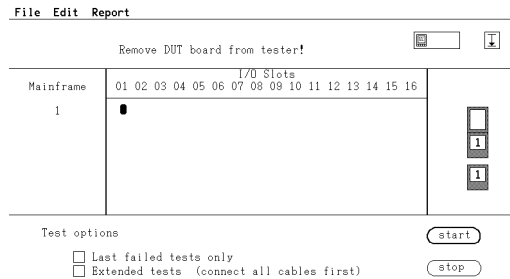 File Edit Report
Remove DUT board from tester!
I/O Slots
Mainframe 01 02 03 04 05 06 07 08 09 10 11 12 13 14 15 16
1
1
1
Test options
start
Last failed tests only
Extended tests (connect all cables first)
stop